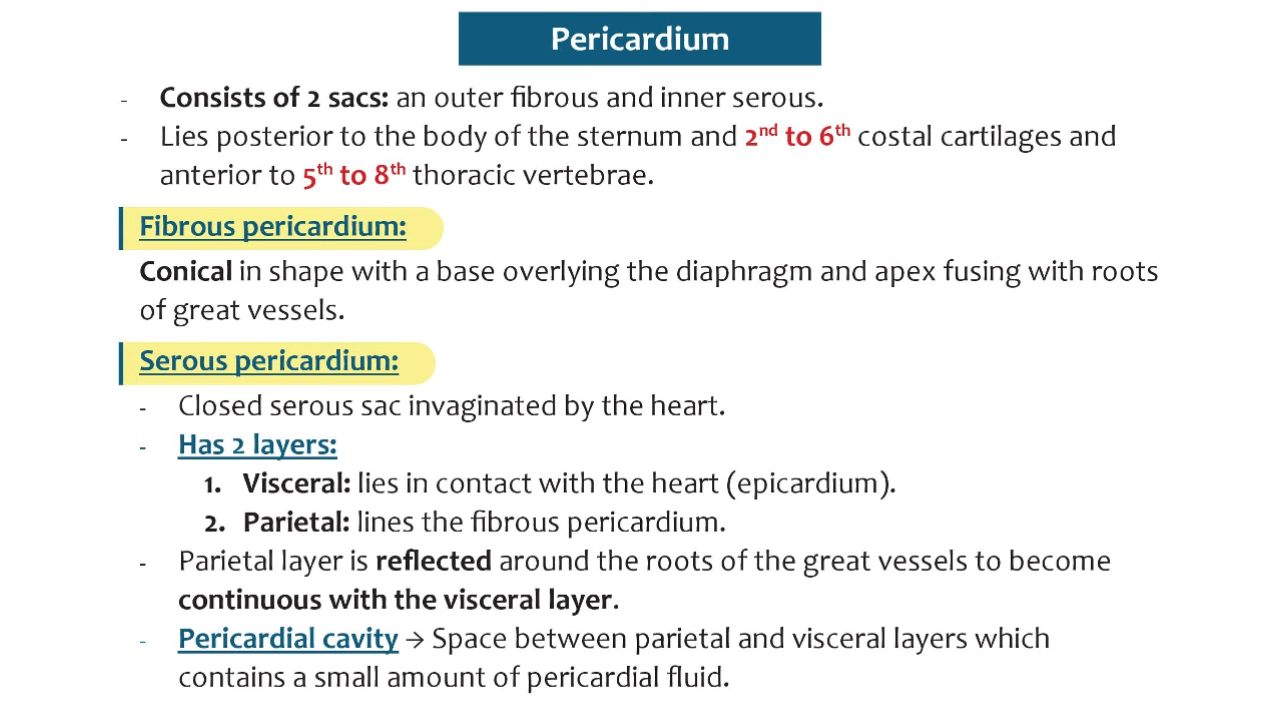 Pericardium
- Consists of 2 sacs: an outer fibrous and inner serous.
- Lies posterior to the body of the sternum and 2nd to 6th costal cartilages and
anterior to 5th to 8th thoracic vertebrae.
Fibrous pericardium:
Conical in shape with a base overlying the diaphragm and apex fusing with roots
of great vessels.
Serous pericardium:
- Closed serous sac invaginated by the heart.
- Has 2 layers:
1. Visceral: lies in contact with the heart (epicardium).
2. Parietal: lines the fibrous pericardium.
- Parietal layer is reflected around the roots of the great vessels to become
continuous with the visceral layer.
- Pericardial cavity → Space between parietal and visceral layers which
contains a small amount of pericardial fluid.